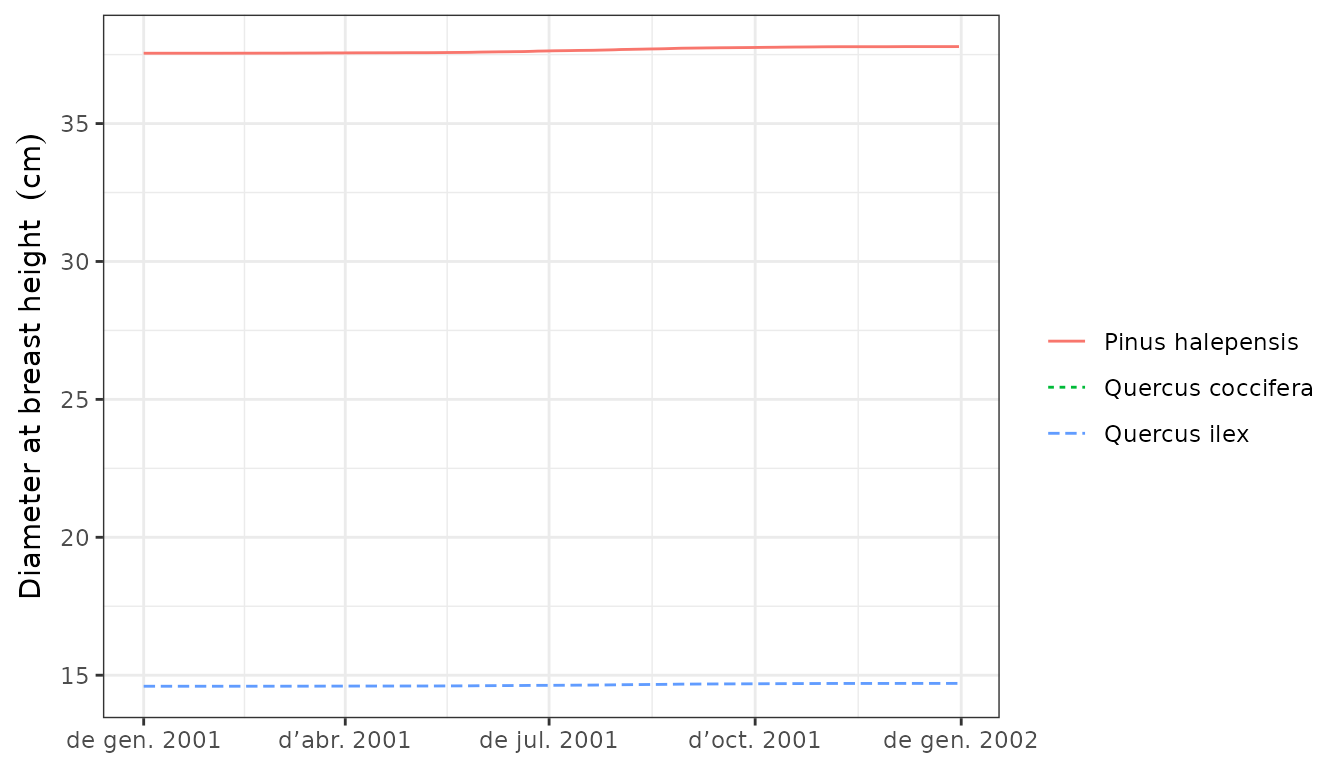 Diameter at breast height (cm)
35
30
25
20
15
de gen. 2001
d’abr. 2001
de jul. 2001
d’oct. 2001
de gen. 2002
Pinus halepensis
Quercus coccifera
Quercus ilex